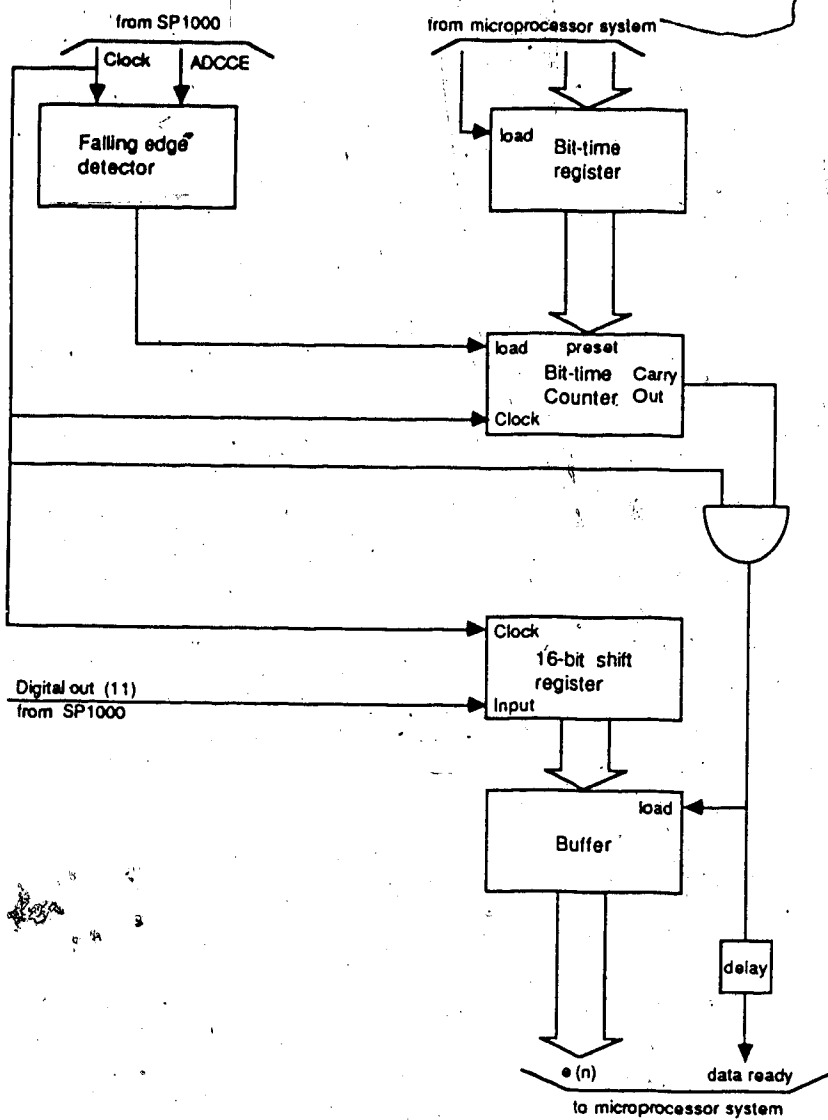 from SP1000
from microprocessor system
Clock
ADCCE
Falling edge
detector
load
Bit-time
register
load
preset
Bit-time
Counter
Carry
Out
Clock
Clock
16-bit shift
register
Digital out (11)
from SP1000
Input
load
Buffer
delay
e (n)
data ready
to microprocessor system